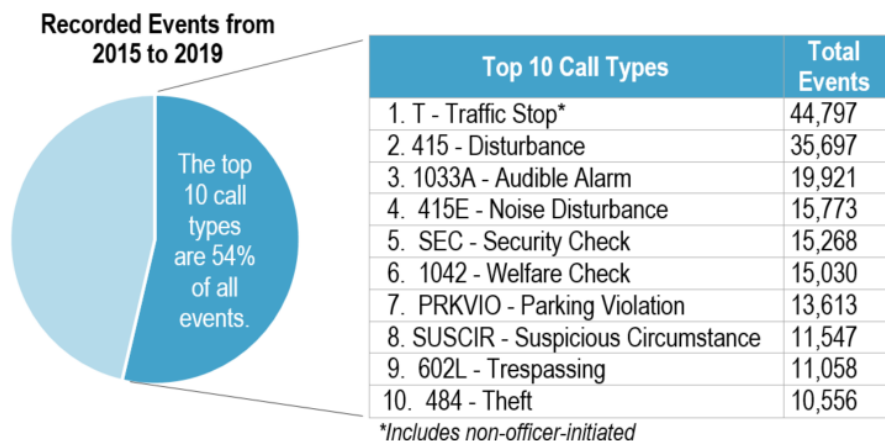 Recorded Events from
2015 to 2019
The top
10 call
types
are 54%
of all
events.
Top 10 Call Types Total Events
1. T - Traffic Stop* 44,797
2. 415 - Disturbance 35,697
3. 1033A - Audible Alarm 19,921
4. 415E - Noise Disturbance 15,773
5. SEC - Security Check 15,268
6. 1042 - Welfare Check 15,030
7. PRKVIO - Parking Violation 13,613
8. SUSCIR - Suspicious Circumstance 11,547
9. 602L - Trespassing 11,058
10. 484 - Theft 10,556
*Includes non-officer-initiated